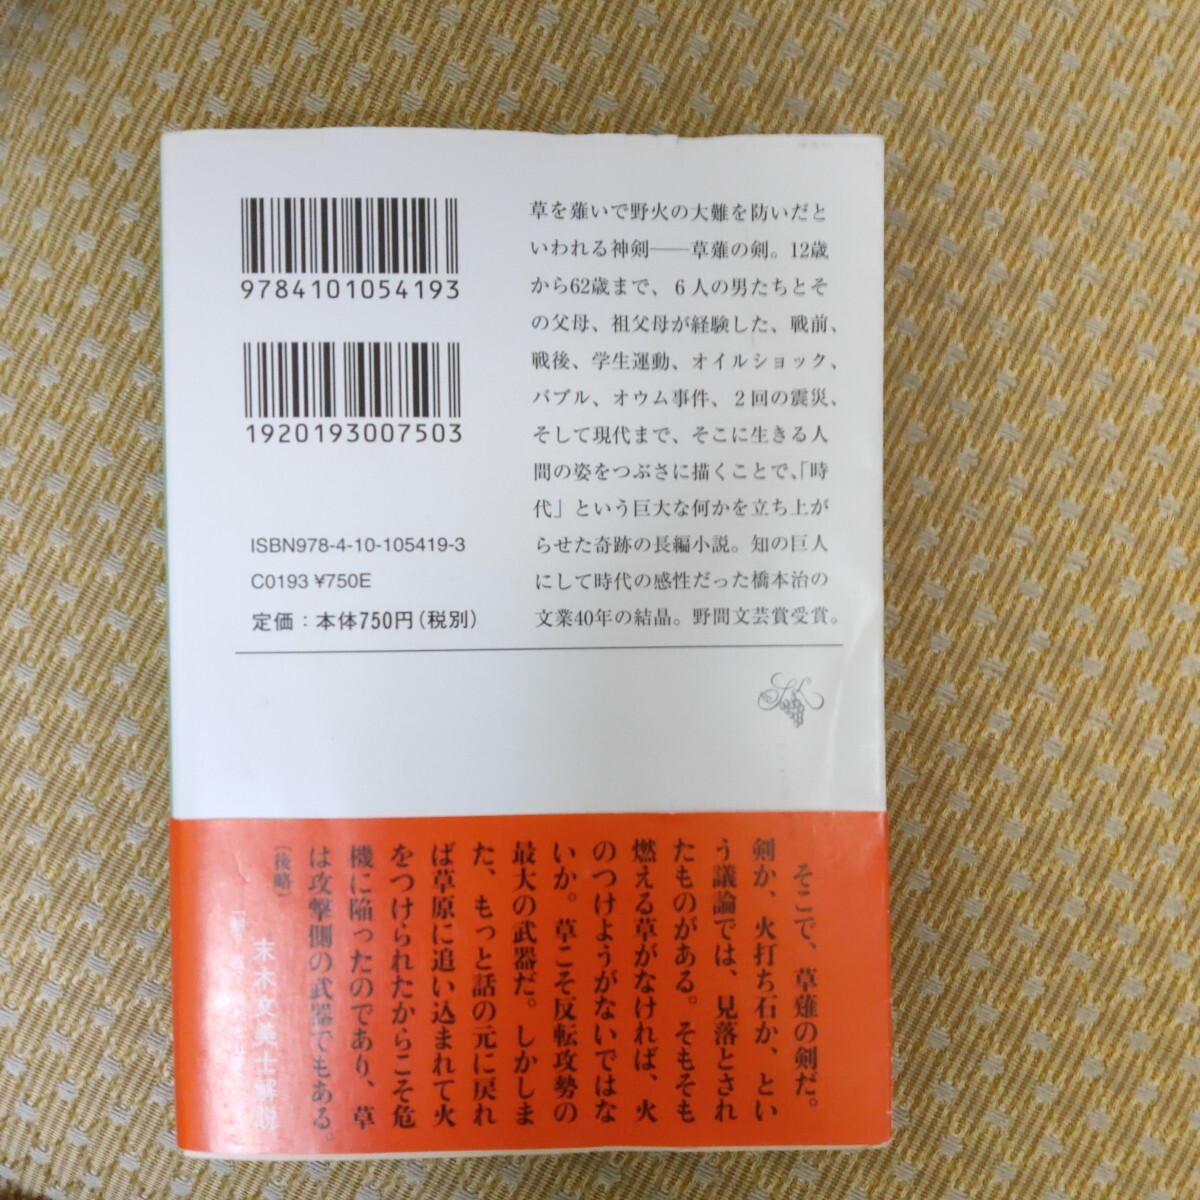 9784101054193
1920193007503
ISBN978-4-10-105419-3
C0193 ¥750E
定価：本体750円（税別）
草を薙いで野火の大難を防いだと
いわれる神剣――草薙の剣。12歳
から62歳まで、６人の男たちとそ
の父母、祖父母が経験した、戦前、
戦後、学生運動、オイルショック、
バブル、オウム事件、２回の震災、
そして現代まで、そこに生きる人
間の姿をつぶさに描くことで、「時
代」という巨大な何かを立ち上が
らせた奇跡の長編小説。知の巨人
にして時代の感性だった橋本治の
文業40年の結晶。野間文芸賞受賞。
そこで、草薙の剣だ。
剣か、火打ち石か、とい
う議論では、見落とされ
たものがある。そもそも
燃える草がなければ、火
のつけようがないではな
いか。草こそ反転攻勢の
最大の武器だ。しかしま
た、もっと話の元に戻れ
ば草原に追い込まれて火
をつけられたからこそ危
機に陥ったのであり、草
は攻撃側の武器でもある。
（後略）
末木文美士解説